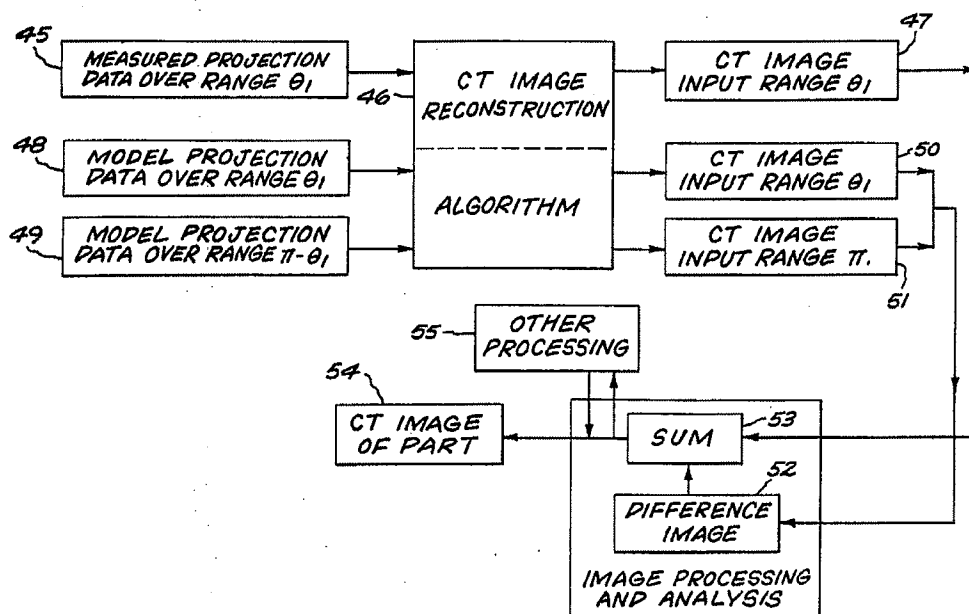 45
MEASURED PROJECTION
DATA OVER RANGE θ1
46
CT IMAGE
RECONSTRUCTION
ALGORITHM
47
CT IMAGE
INPUT RANGE θ1
48
MODEL PROJECTION
DATA OVER RANGE θ1
50
CT IMAGE
INPUT RANGE θ1
49
MODEL PROJECTION
DATA OVER RANGE π-θ1
CT IMAGE
INPUT RANGE π.
51
55
OTHER
PROCESSING
54
CT IMAGE
OF PART
53
SUM
52
DIFFERENCE
IMAGE
IMAGE PROCESSING
AND ANALYSIS